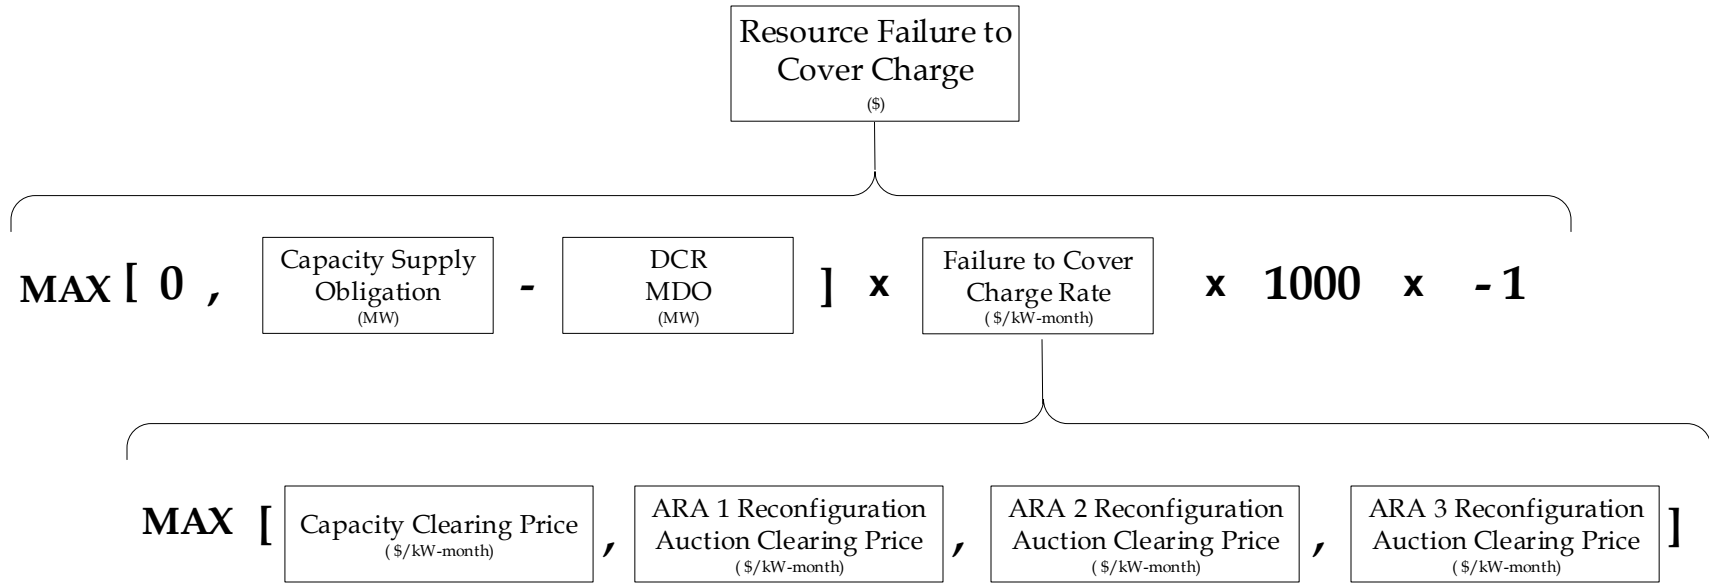 Resource Failure to
Cover Charge
($)
MAX [ 0 ,
Capacity Supply
Obligation
(MW)
-
DCR
MDO
(MW)
] x
Failure to Cover
Charge Rate
( $/kW-month)
x 1000 x - 1
MAX [
Capacity Clearing Price
( $/kW-month)
,
ARA 1 Reconfiguration
Auction Clearing Price
( $/kW-month)
,
ARA 2 Reconfiguration
Auction Clearing Price
( $/kW-month)
,
ARA 3 Reconfiguration
Auction Clearing Price
( $/kW-month)
]